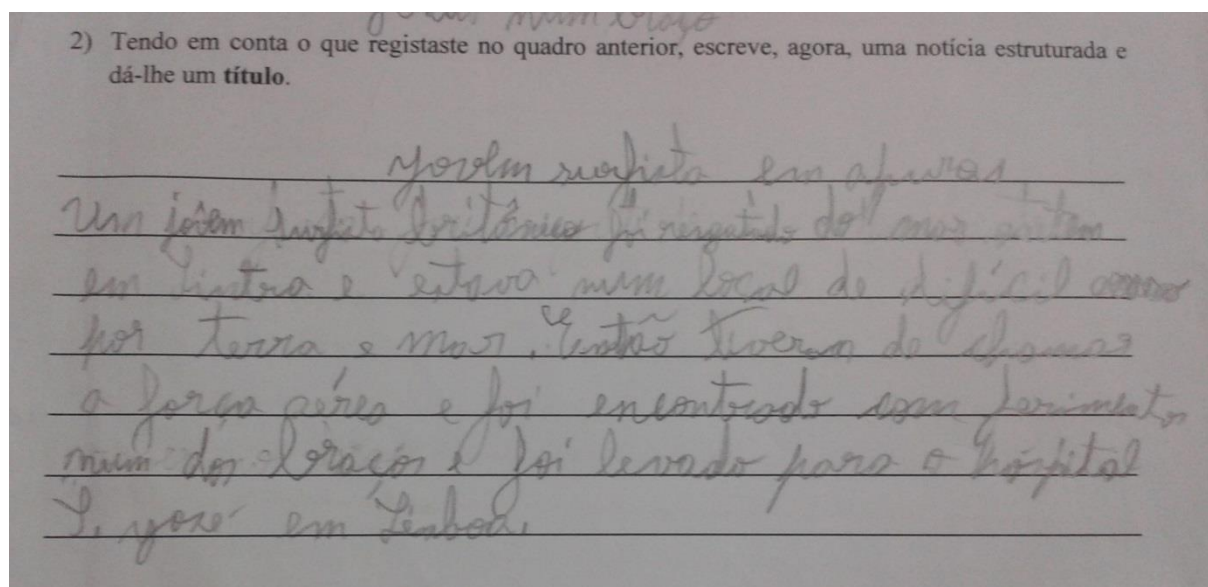 num braço
2) Tendo em conta o que registaste no quadro anterior, escreve, agora, uma notícia estruturada e
dá-lhe um título.
Jovem surfista em apuros
Um jovem surfista britânico foi resgatado do mar ontem
em Sintra e estava num local de difícil acesso
por terra e mar. Então tiveram de chamar
a força aérea e foi encontrado com ferimentos
num dos braços e foi levado para o hospital
S. José em Lisboa.